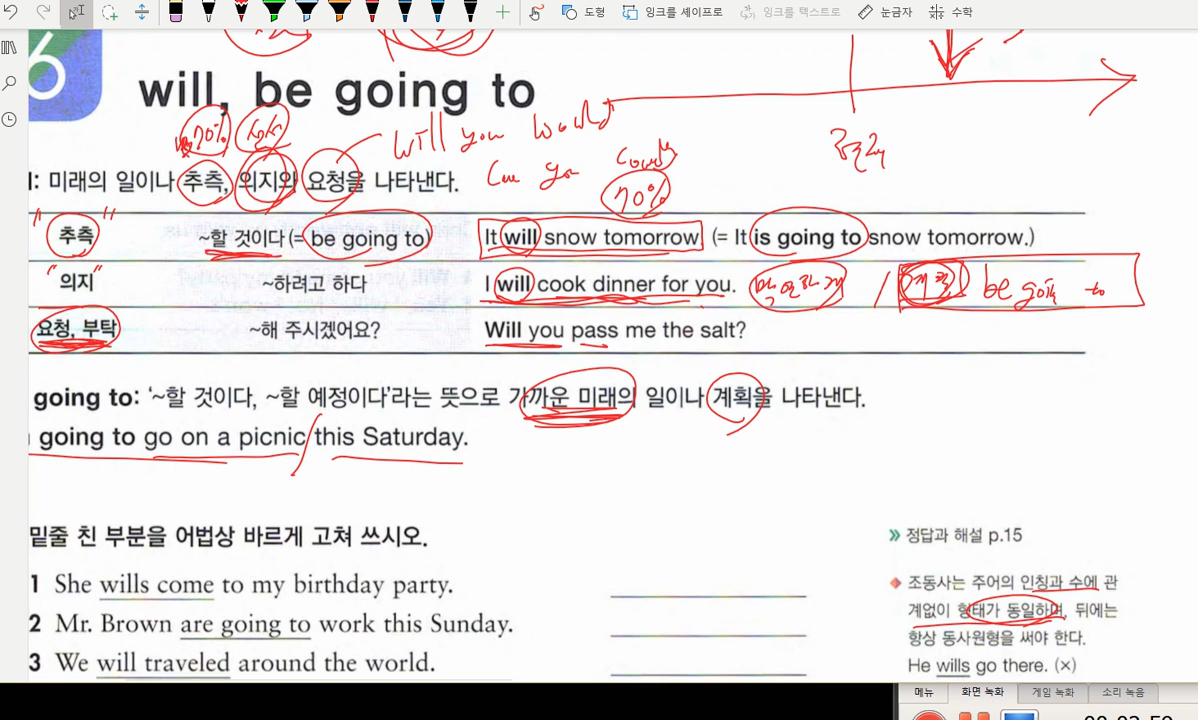 도형 잉크를 셰이프로 잉크를 텍스트로 눈금자 수학
6
will, be going to
70%
will you would
Can you could
70%
l: 미래의 일이나 추측, 의지와 요청을 나타낸다.
"추측" ~할 것이다 (= be going to) It will snow tomorrow. (= It is going to snow tomorrow.)
"의지" ~하려고 하다 I will cook dinner for you. 막연하게 / 계획 be going to
요청, 부탁 ~해 주시겠어요? Will you pass me the salt?
going to: '~할 것이다, ~할 예정이다'라는 뜻으로 가까운 미래의 일이나 계획을 나타낸다.
going to go on a picnic / this Saturday.
밑줄 친 부분을 어법상 바르게 고쳐 쓰시오.
» 정답과 해설 p.15
1 She wills come to my birthday party.
2 Mr. Brown are going to work this Sunday.
3 We will traveled around the world.
조동사는 주어의 인칭과 수에 관
계없이 형태가 동일하며, 뒤에는
항상 동사원형을 써야 한다.
He wills go there. (×)
메뉴 화면 녹화 게임 녹화 소리 녹음